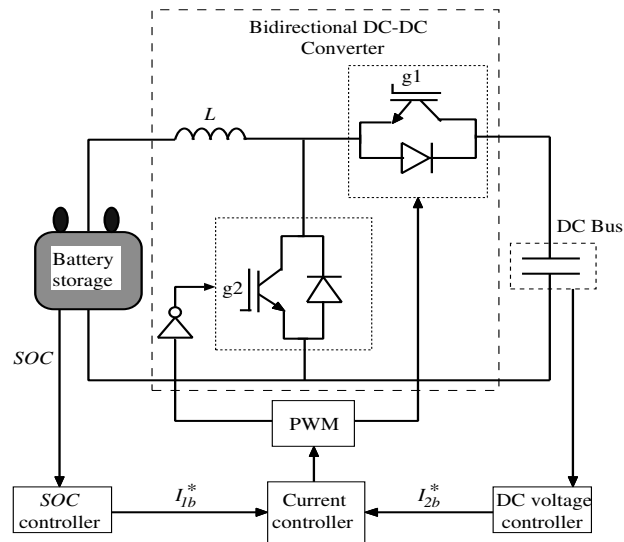 Bidirectional DC-DC
Converter
g1
L
DC Bus
Battery
storage
g2
SOC
PWM
SOC
controller
I*1b
Current
controller
I*2b
DC voltage
controller